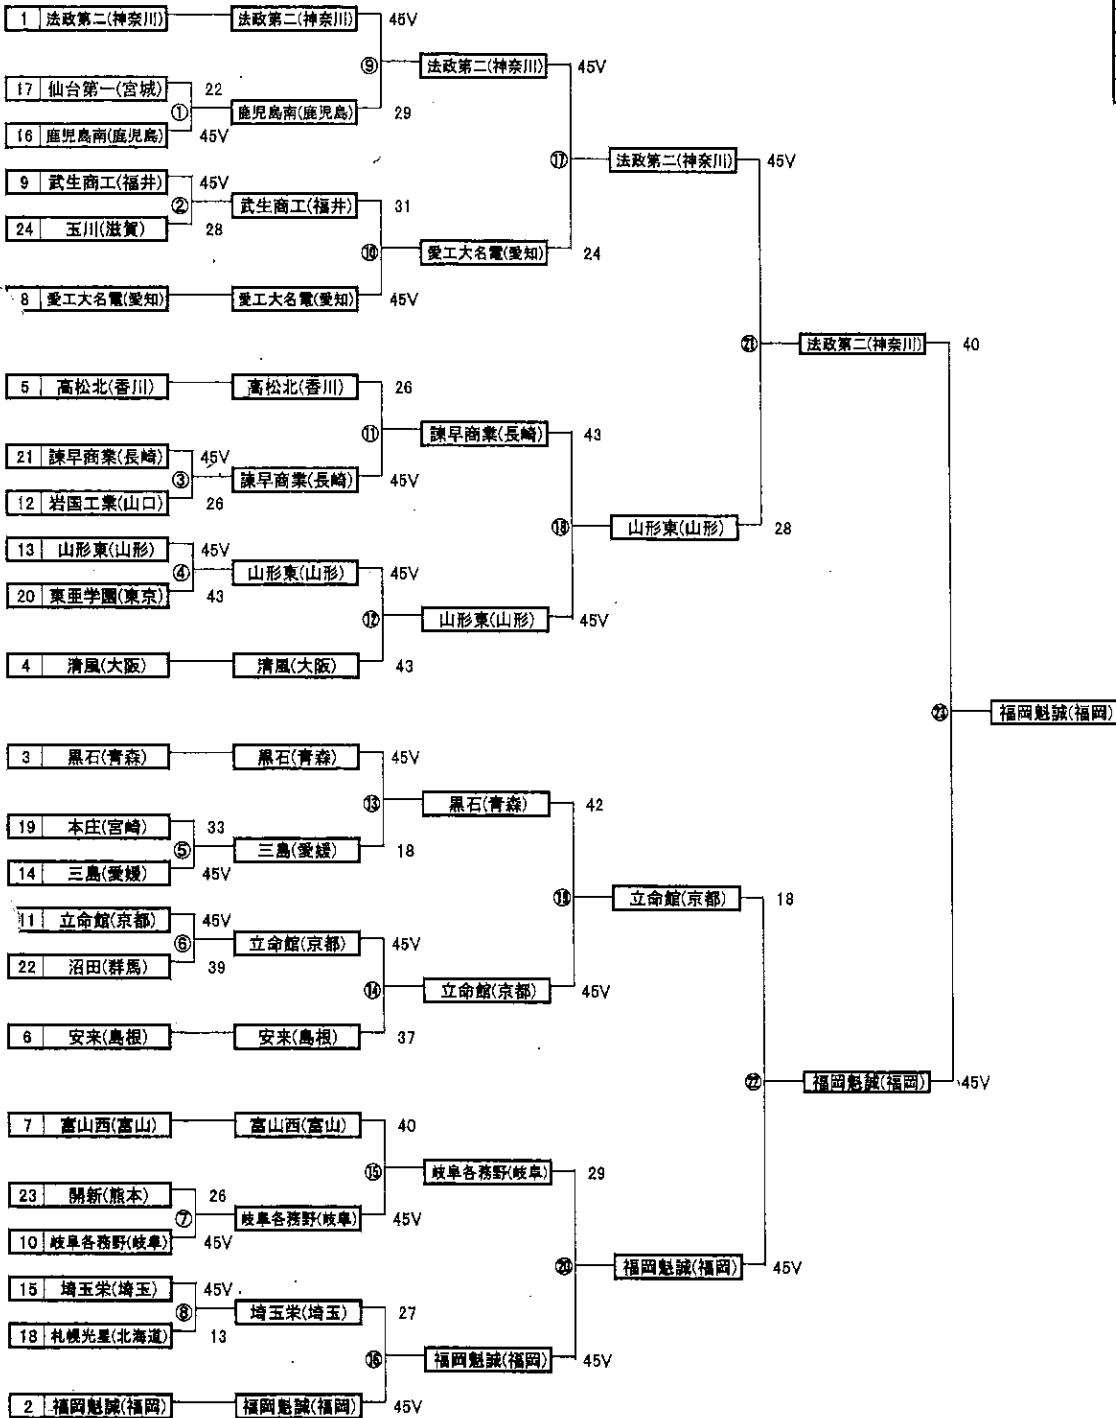 1 法政第二(神奈川) 法政第二(神奈川) 45V
⑨ 法政第二(神奈川) 45V
17 仙台第一(宮城) 22
① 鹿児島南(鹿児島) 29
16 鹿児島南(鹿児島) 45V
⑰ 法政第二(神奈川) 45V
9 武生商工(福井) 45V
② 武生商工(福井) 31
24 玉川(滋賀) 28
⑩ 愛工大名電(愛知) 24
8 愛工大名電(愛知) 愛工大名電(愛知) 45V
㉑ 法政第二(神奈川) 40
5 高松北(香川) 高松北(香川) 26
⑪ 諫早商業(長崎) 43
21 諫早商業(長崎) 45V
③ 諫早商業(長崎) 45V
12 岩国工業(山口) 26
⑱ 山形東(山形) 28
13 山形東(山形) 45V
④ 山形東(山形) 45V
20 東亜学園(東京) 43
⑫ 山形東(山形) 45V
4 清風(大阪) 清風(大阪) 43
㉓ 福岡魁誠(福岡)
3 黒石(青森) 黒石(青森) 45V
⑬ 黒石(青森) 42
19 本庄(宮崎) 33
⑤ 三島(愛媛) 18
14 三島(愛媛) 45V
⑲ 立命館(京都) 18
11 立命館(京都) 45V
⑥ 立命館(京都) 45V
22 沼田(群馬) 39
⑭ 立命館(京都) 45V
6 安来(島根) 安来(島根) 37
㉒ 福岡魁誠(福岡) 45V
7 富山西(富山) 富山西(富山) 40
⑮ 岐阜各務野(岐阜) 29
23 開新(熊本) 26
⑦ 岐阜各務野(岐阜) 45V
10 岐阜各務野(岐阜) 45V
⑳ 福岡魁誠(福岡) 45V
15 埼玉栄(埼玉) 45V
⑧ 埼玉栄(埼玉) 27
18 札幌光星(北海道) 13
⑯ 福岡魁誠(福岡) 45V
2 福岡魁誠(福岡) 福岡魁誠(福岡) 45V